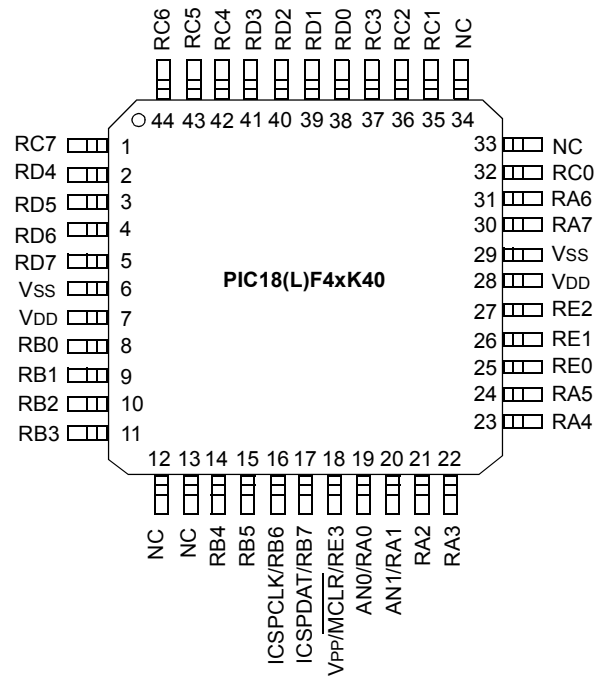 RC6 RC5 RC4 RD3 RD2 RD1 RD0 RC3 RC2 RC1 NC
44 43 42 41 40 39 38 37 36 35 34
RC7 1
RD4 2
RD5 3
RD6 4
RD7 5
VSS 6
VDD 7
RB0 8
RB1 9
RB2 10
RB3 11
PIC18(L)F4xK40
33 NC
32 RC0
31 RA6
30 RA7
29 VSS
28 VDD
27 RE2
26 RE1
25 RE0
24 RA5
23 RA4
12 13 14 15 16 17 18 19 20 21 22
NC NC RB4 RB5 ICSPCLK/RB6 ICSPDAT/RB7 VPP/MCLR/RE3 AN0/RA0 AN1/RA1 RA2 RA3